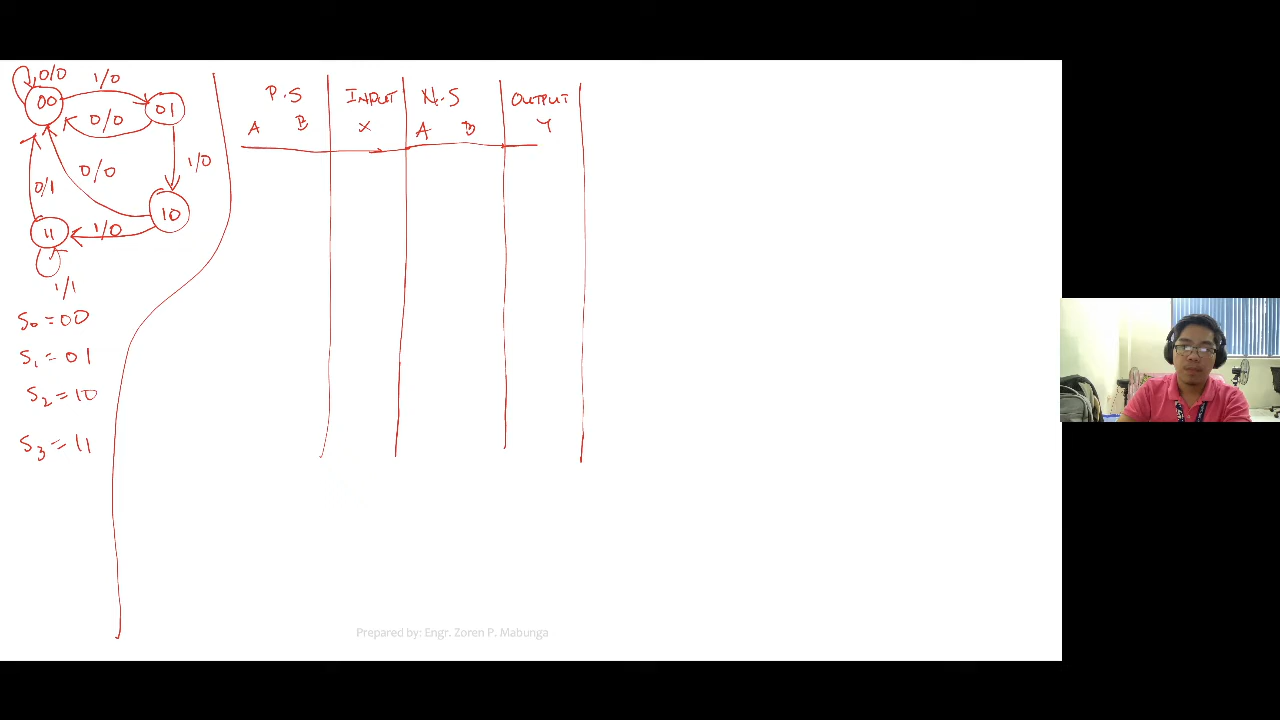 0/0
1/0
00
01
0/0
1/0
0/0
0/1
10
11
1/0
1/1
S0 = 00
S1 = 01
S2 = 10
S3 = 11
P.S INPUT N.S OUTPUT
A B X A B Y
Prepared by: Engr. Zoren P. Mabunga